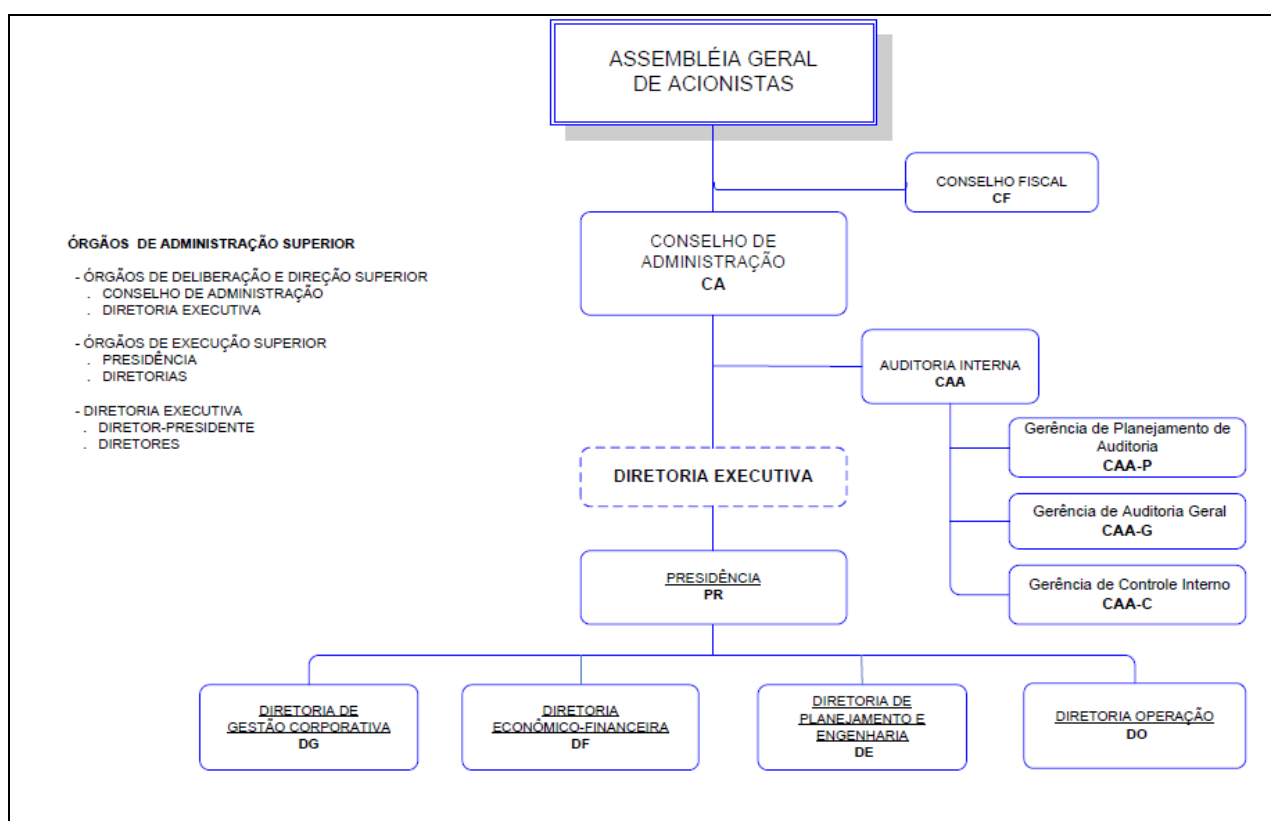 ASSEMBLÉIA GERAL
DE ACIONISTAS
CONSELHO FISCAL
CF
CONSELHO DE
ADMINISTRAÇÃO
CA
ÓRGÃOS DE ADMINISTRAÇÃO SUPERIOR
- ÓRGÃOS DE DELIBERAÇÃO E DIREÇÃO SUPERIOR
. CONSELHO DE ADMINISTRAÇÃO
. DIRETORIA EXECUTIVA
- ÓRGÃOS DE EXECUÇÃO SUPERIOR
. PRESIDÊNCIA
. DIRETORIAS
- DIRETORIA EXECUTIVA
. DIRETOR-PRESIDENTE
. DIRETORES
AUDITORIA INTERNA
CAA
Gerência de Planejamento de
Auditoria
CAA-P
DIRETORIA EXECUTIVA
Gerência de Auditoria Geral
CAA-G
PRESIDÊNCIA
PR
Gerência de Controle Interno
CAA-C
DIRETORIA DE
GESTÃO CORPORATIVA
DG
DIRETORIA
ECONÔMICO-FINANCEIRA
DF
DIRETORIA DE
PLANEJAMENTO E
ENGENHARIA
DE
DIRETORIA OPERAÇÃO
DO